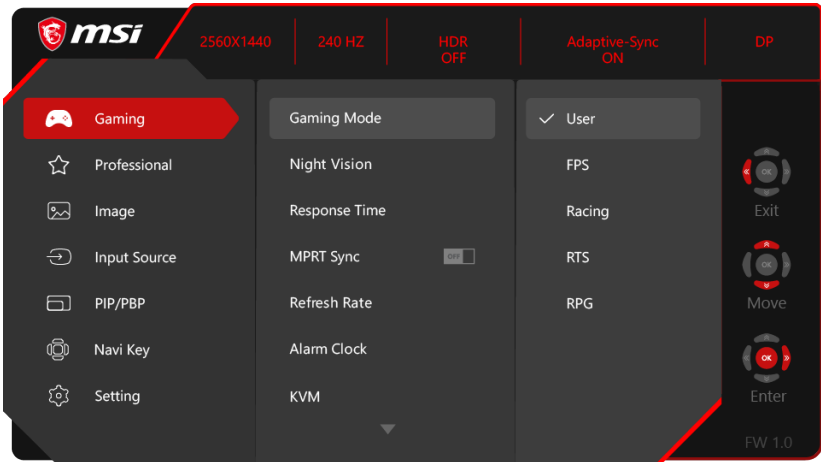 msi
2560X1440
240 HZ
HDR
OFF
Adaptive-Sync
ON
DP
Gaming
Professional
Image
Input Source
PIP/PBP
Navi Key
Setting
Gaming Mode
Night Vision
Response Time
MPRT Sync
OFF
Refresh Rate
Alarm Clock
KVM
User
FPS
Racing
RTS
RPG
OK
Exit
OK
Move
OK
Enter
FW 1.0